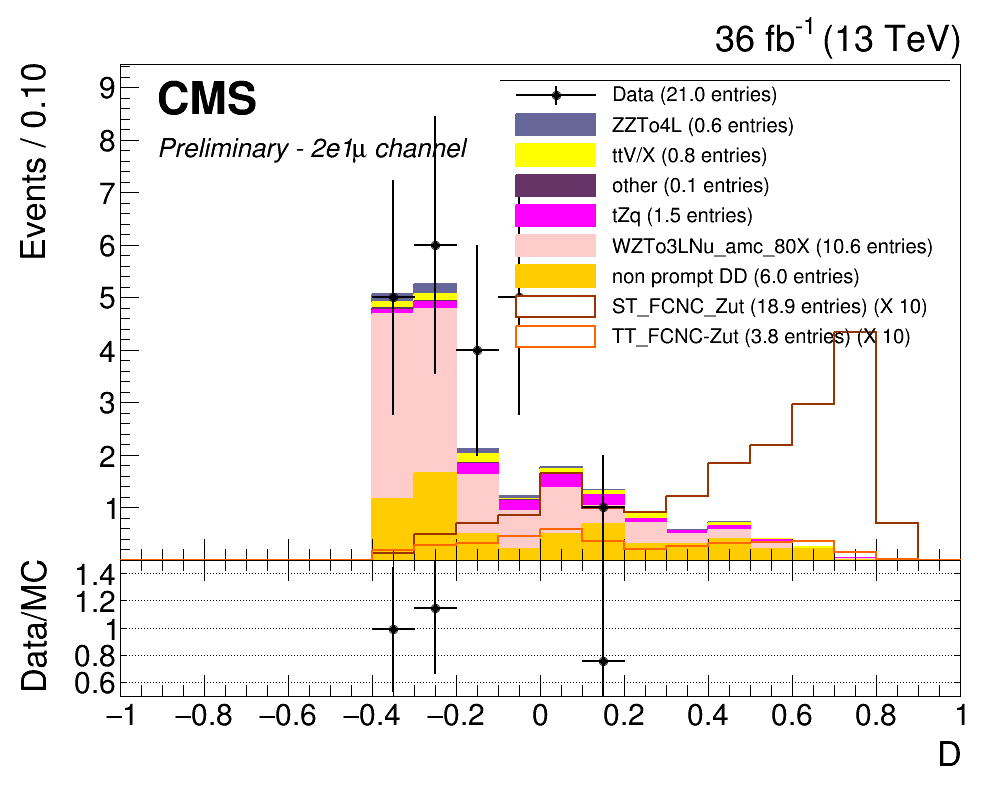 36 fb-1 (13 TeV)
Events / 0.10
CMS
Preliminary - 2e1μ channel
Data (21.0 entries)
ZZTo4L (0.6 entries)
ttV/X (0.8 entries)
other (0.1 entries)
tZq (1.5 entries)
WZTo3LNu_amc_80X (10.6 entries)
non prompt DD (6.0 entries)
ST_FCNC_Zut (18.9 entries) (X 10)
TT_FCNC-Zut (3.8 entries) (X 10)
9
8
7
6
5
4
3
2
1
Data/MC
1.4
1.2
1
0.8
0.6
−1 −0.8 −0.6 −0.4 −0.2 0 0.2 0.4 0.6 0.8 1
D